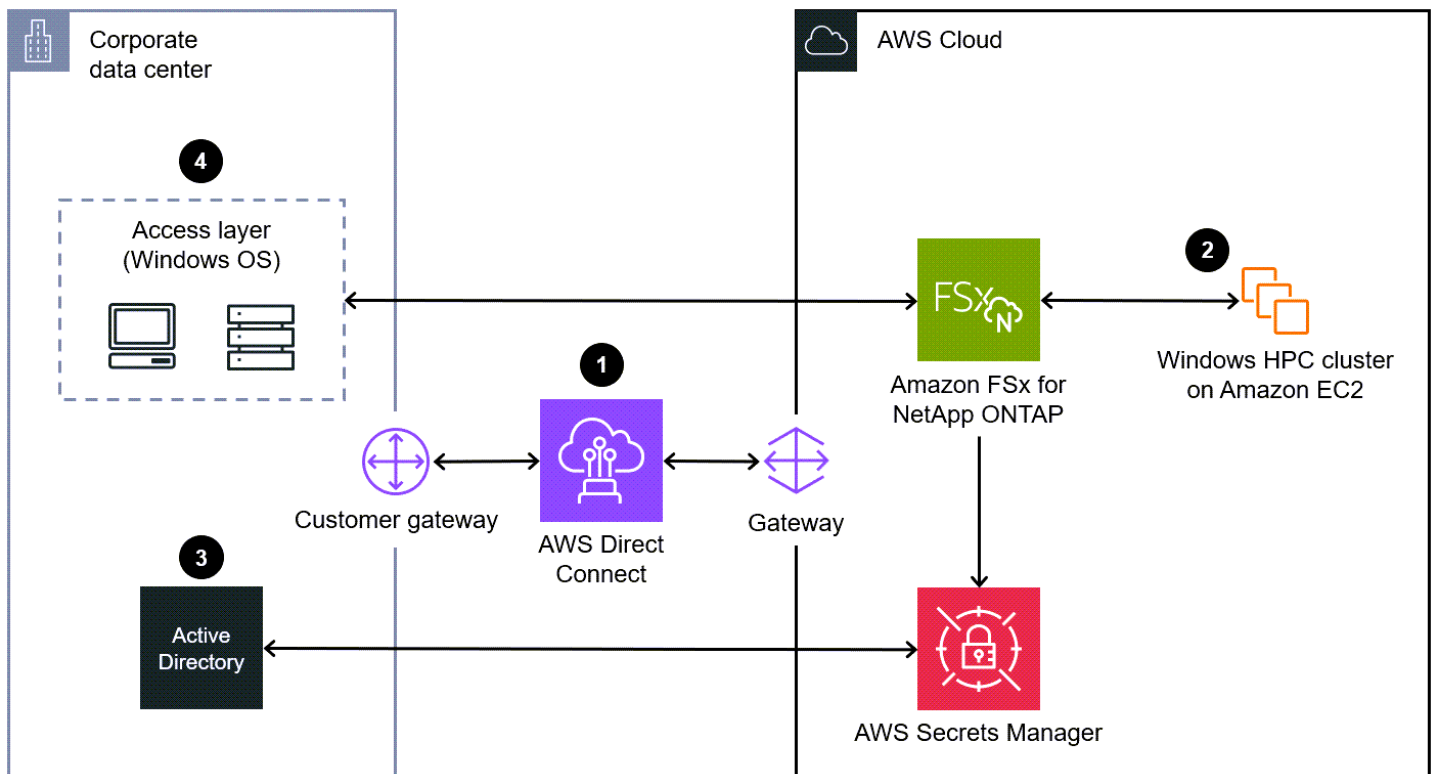 Corporate
data center
AWS Cloud
4
Access layer
(Windows OS)
2
FSx
N
Windows HPC cluster
on Amazon EC2
1
Amazon FSx for
NetApp ONTAP
Customer gateway
AWS Direct
Connect
Gateway
3
Active
Directory
AWS Secrets Manager